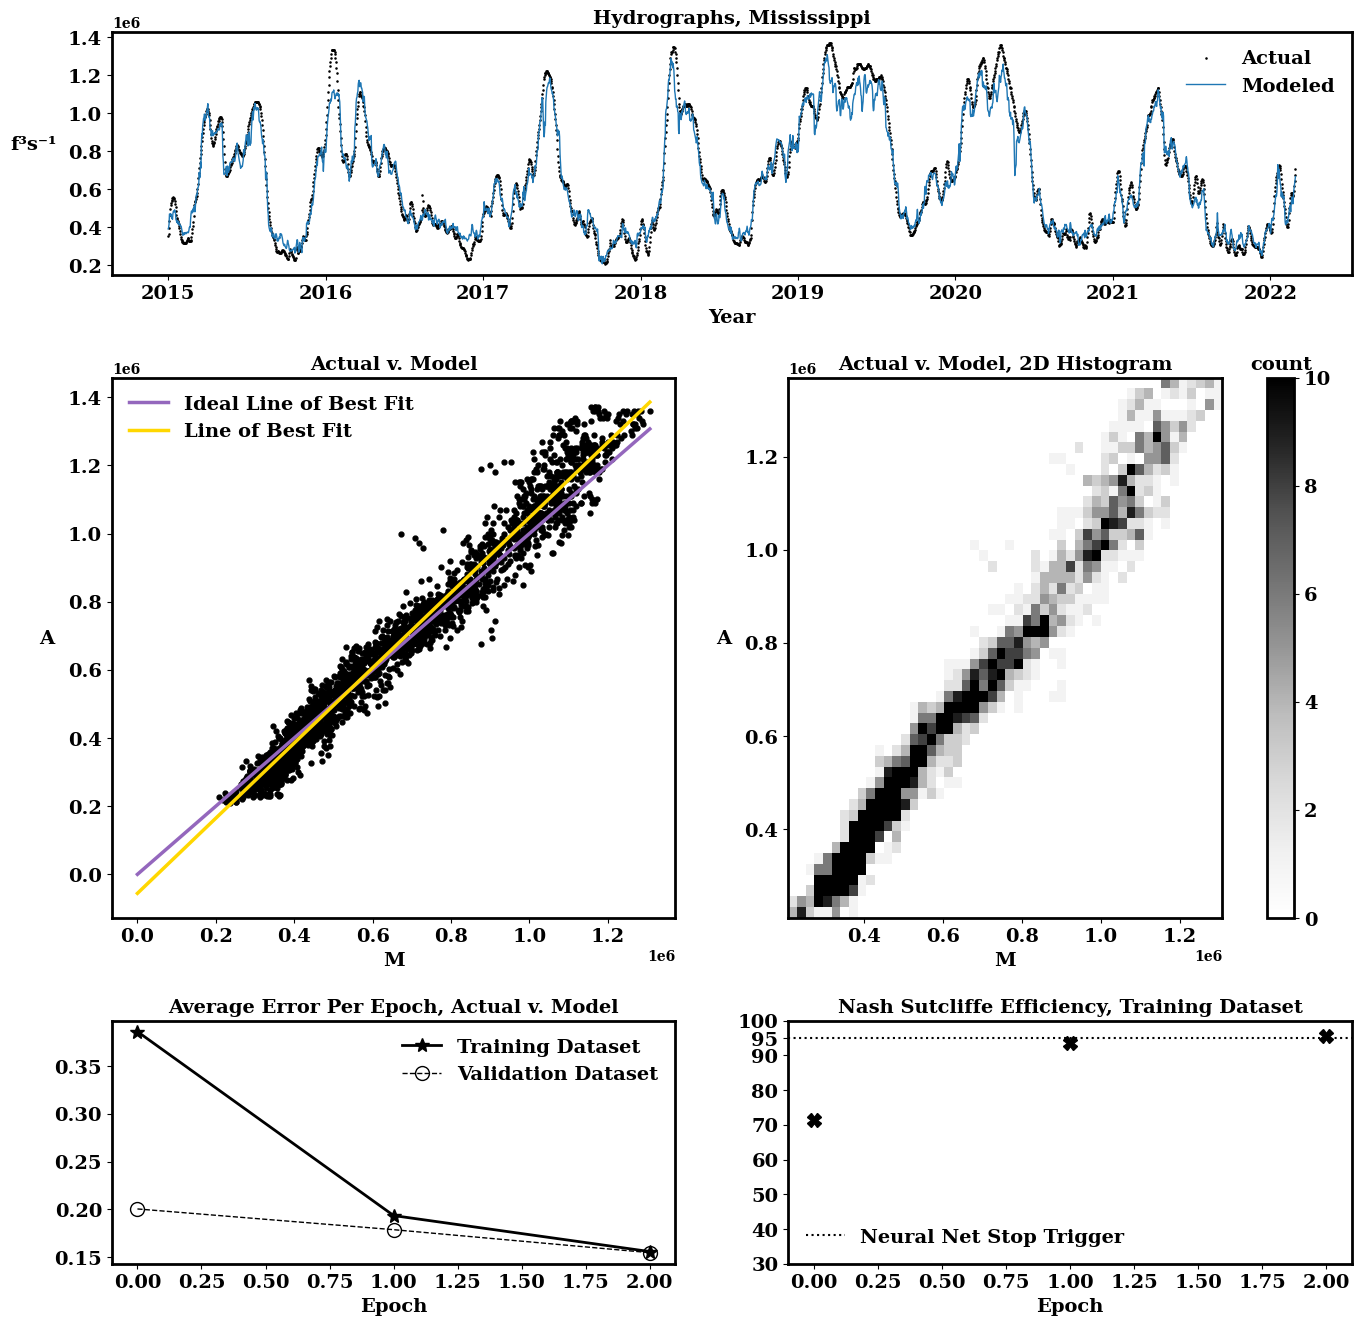 Hydrographs, Mississippi
1e6
1.4
1.2
1.0
0.8
0.6
0.4
0.2
f³s⁻¹
Actual
Modeled
2015 2016 2017 2018 2019 2020 2021 2022
Year
Actual v. Model
1e6
1.4
1.2
1.0
0.8
0.6
0.4
0.2
0.0
A
Ideal Line of Best Fit
Line of Best Fit
0.0 0.2 0.4 0.6 0.8 1.0 1.2
1e6
M
Actual v. Model, 2D Histogram
1e6
1.2
1.0
0.8
0.6
0.4
A
0.4 0.6 0.8 1.0 1.2
1e6
M
count
10
8
6
4
2
0
Average Error Per Epoch, Actual v. Model
0.35
0.30
0.25
0.20
0.15
Training Dataset
Validation Dataset
0.00 0.25 0.50 0.75 1.00 1.25 1.50 1.75 2.00
Epoch
Nash Sutcliffe Efficiency, Training Dataset
100
95
90
80
70
60
50
40
30
Neural Net Stop Trigger
0.00 0.25 0.50 0.75 1.00 1.25 1.50 1.75 2.00
Epoch